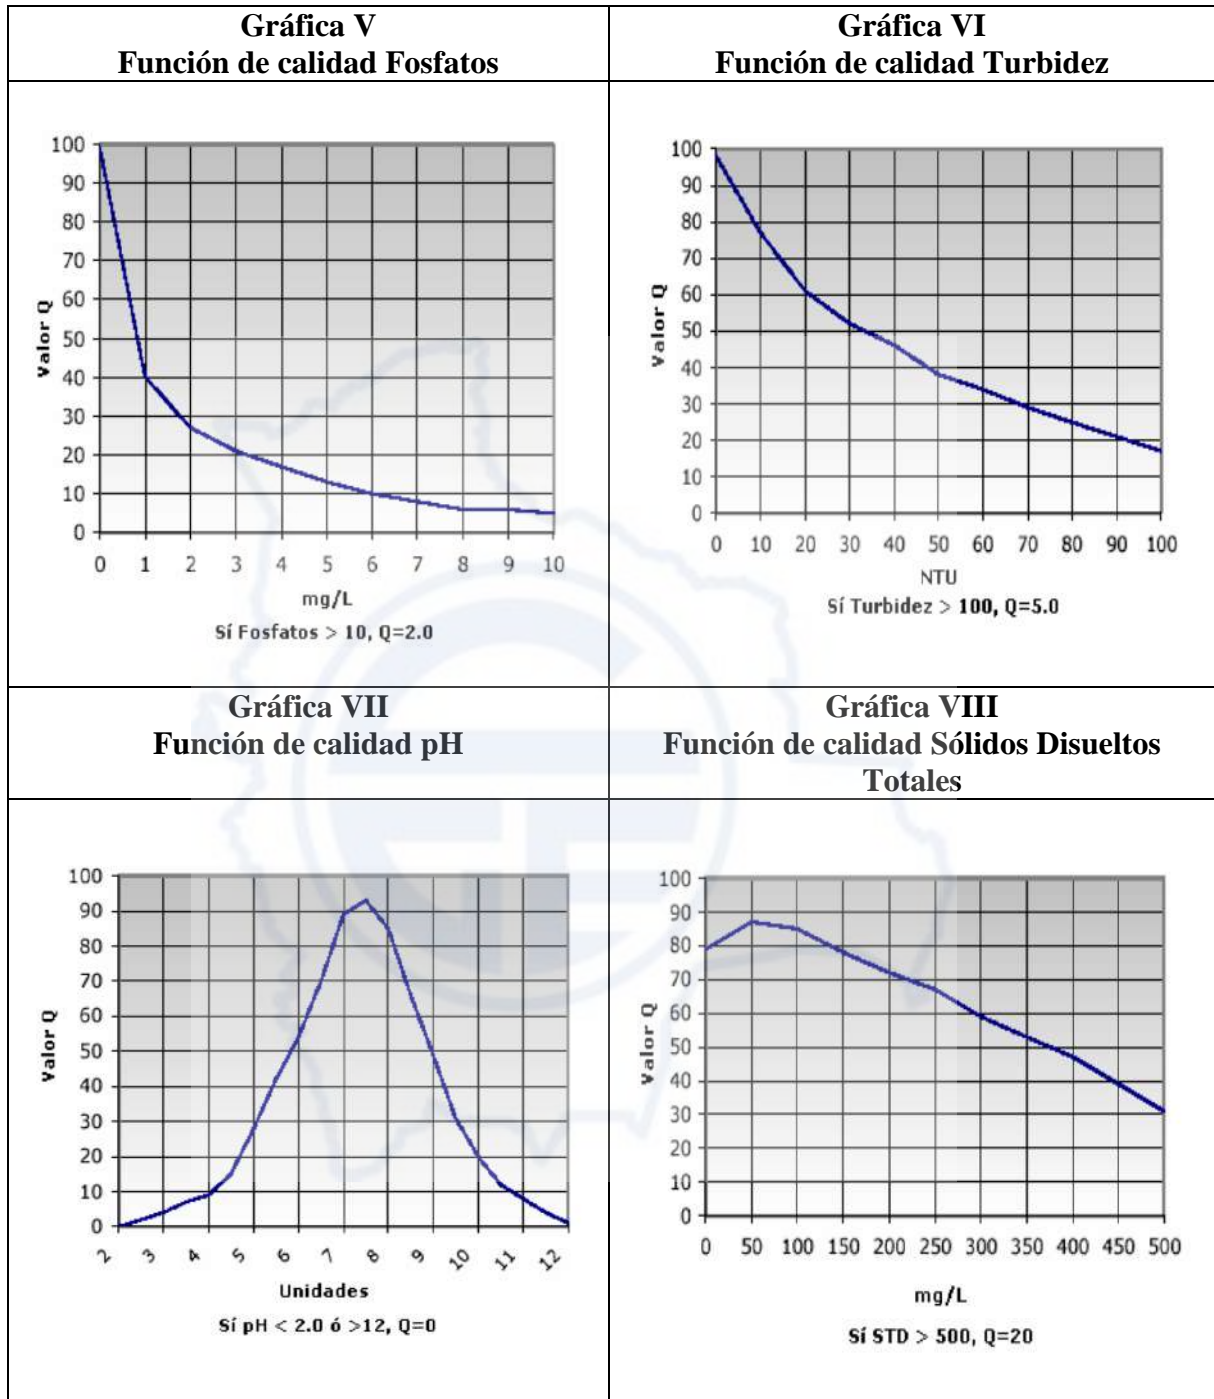 Gráfica V
Función de calidad Fosfatos
100
90
80
70
60
50
40
30
20
10
0
Valor Q
0 1 2 3 4 5 6 7 8 9 10
mg/L
Sí Fosfatos > 10, Q=2.0
Gráfica VI
Función de calidad Turbidez
100
90
80
70
60
50
40
30
20
10
0
Valor Q
0 10 20 30 40 50 60 70 80 90 100
NTU
Sí Turbidez > 100, Q=5.0
Gráfica VII
Función de calidad pH
100
90
80
70
60
50
40
30
20
10
0
Valor Q
2 3 4 5 6 7 8 9 10 11 12
Unidades
Sí pH < 2.0 ó >12, Q=0
Gráfica VIII
Función de calidad Sólidos Disueltos
Totales
100
90
80
70
60
50
40
30
20
10
0
Valor Q
0 50 100 150 200 250 300 350 400 450 500
mg/L
Sí STD > 500, Q=20